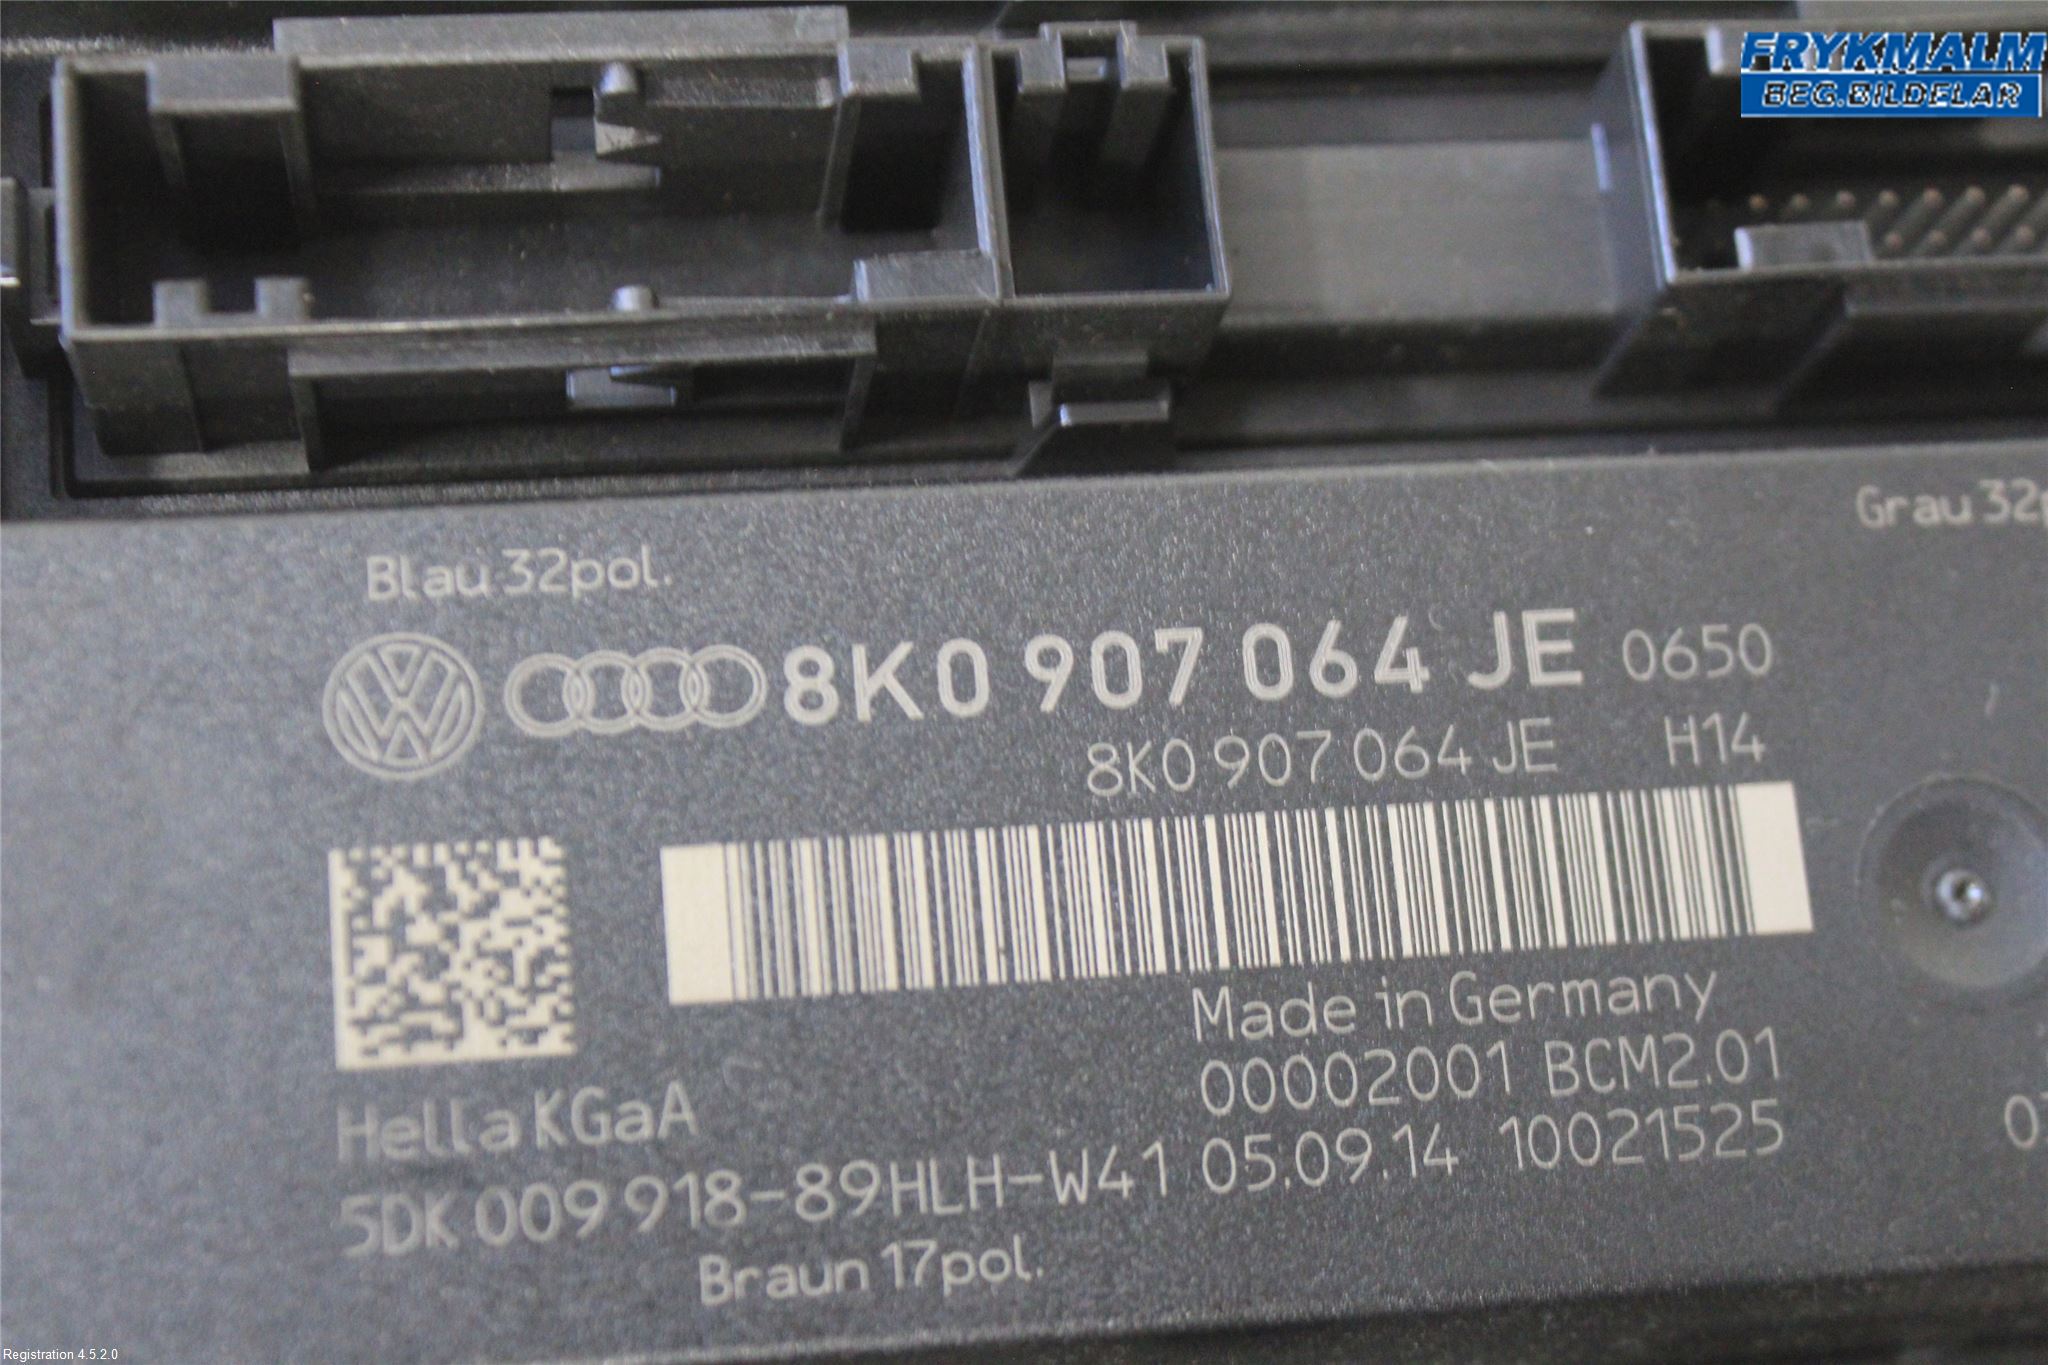 FRYKMALM
BEG.BILDELAR
Grau 32p
Blau 32pol.
8K0 907 064 JE 0650
8K0 907 064 JE H14
Made in Germany
00002001 BCM2.01
Hella KGaA
5DK 009 918-89HLH-W41 05.09.14 10021525
Braun 17pol.
Registration 4.5.2.0